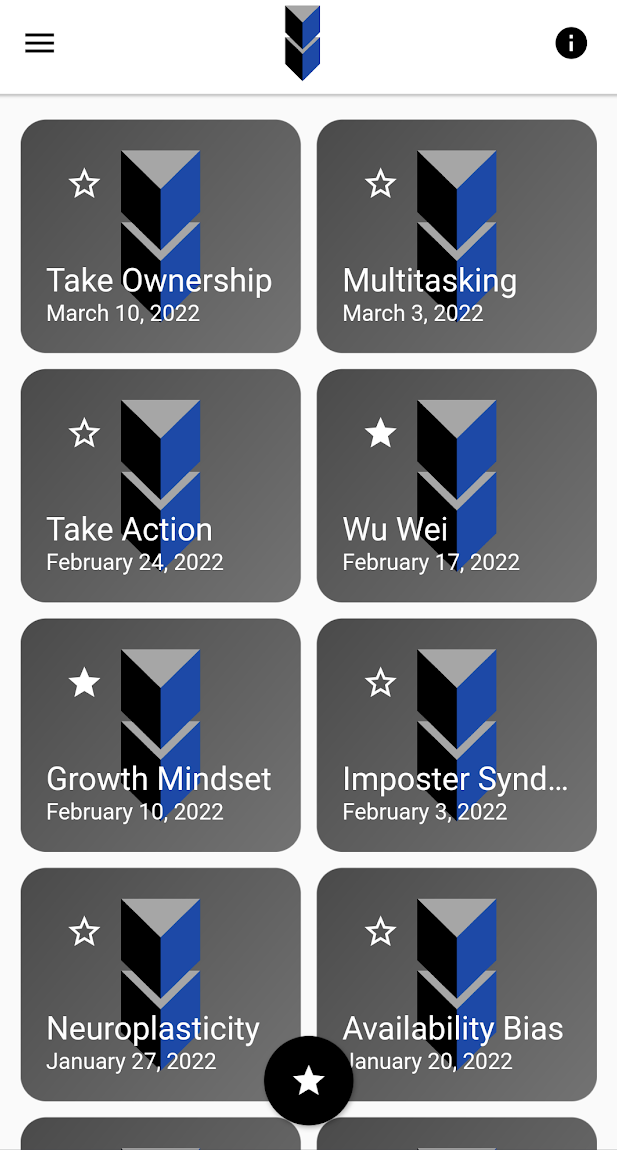 Take Ownership
March 10, 2022
Multitasking
March 3, 2022
Take Action
February 24, 2022
Wu Wei
February 17, 2022
Growth Mindset
February 10, 2022
Imposter Synd...
February 3, 2022
Neuroplasticity
January 27, 2022
Availability Bias
January 20, 2022